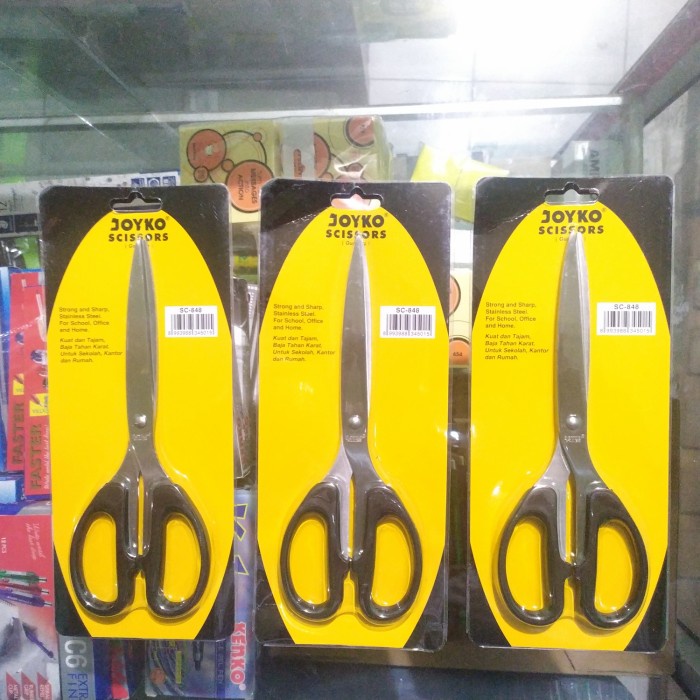 JOYKO
SCISSORS
SC-848
Strong and Sharp,
Stainless Steel.
For School, Office
and Home.
Kuat dan Tajam,
Baja Tahan Karat.
Untuk Sekolah, Kantor
dan Rumah.
JOYKO
SCISSORS
SC-848
Strong and Sharp,
Stainless Steel.
For School, Office
and Home.
Kuat dan Tajam,
Baja Tahan Karat.
Untuk Sekolah, Kantor
dan Rumah.
JOYKO
SCISSORS
SC-848
Strong and Sharp,
Stainless Steel.
For School, Office
and Home.
Kuat dan Tajam,
Baja Tahan Karat.
Untuk Sekolah, Kantor
dan Rumah.
FASTER
FASTER
KENKO
C6